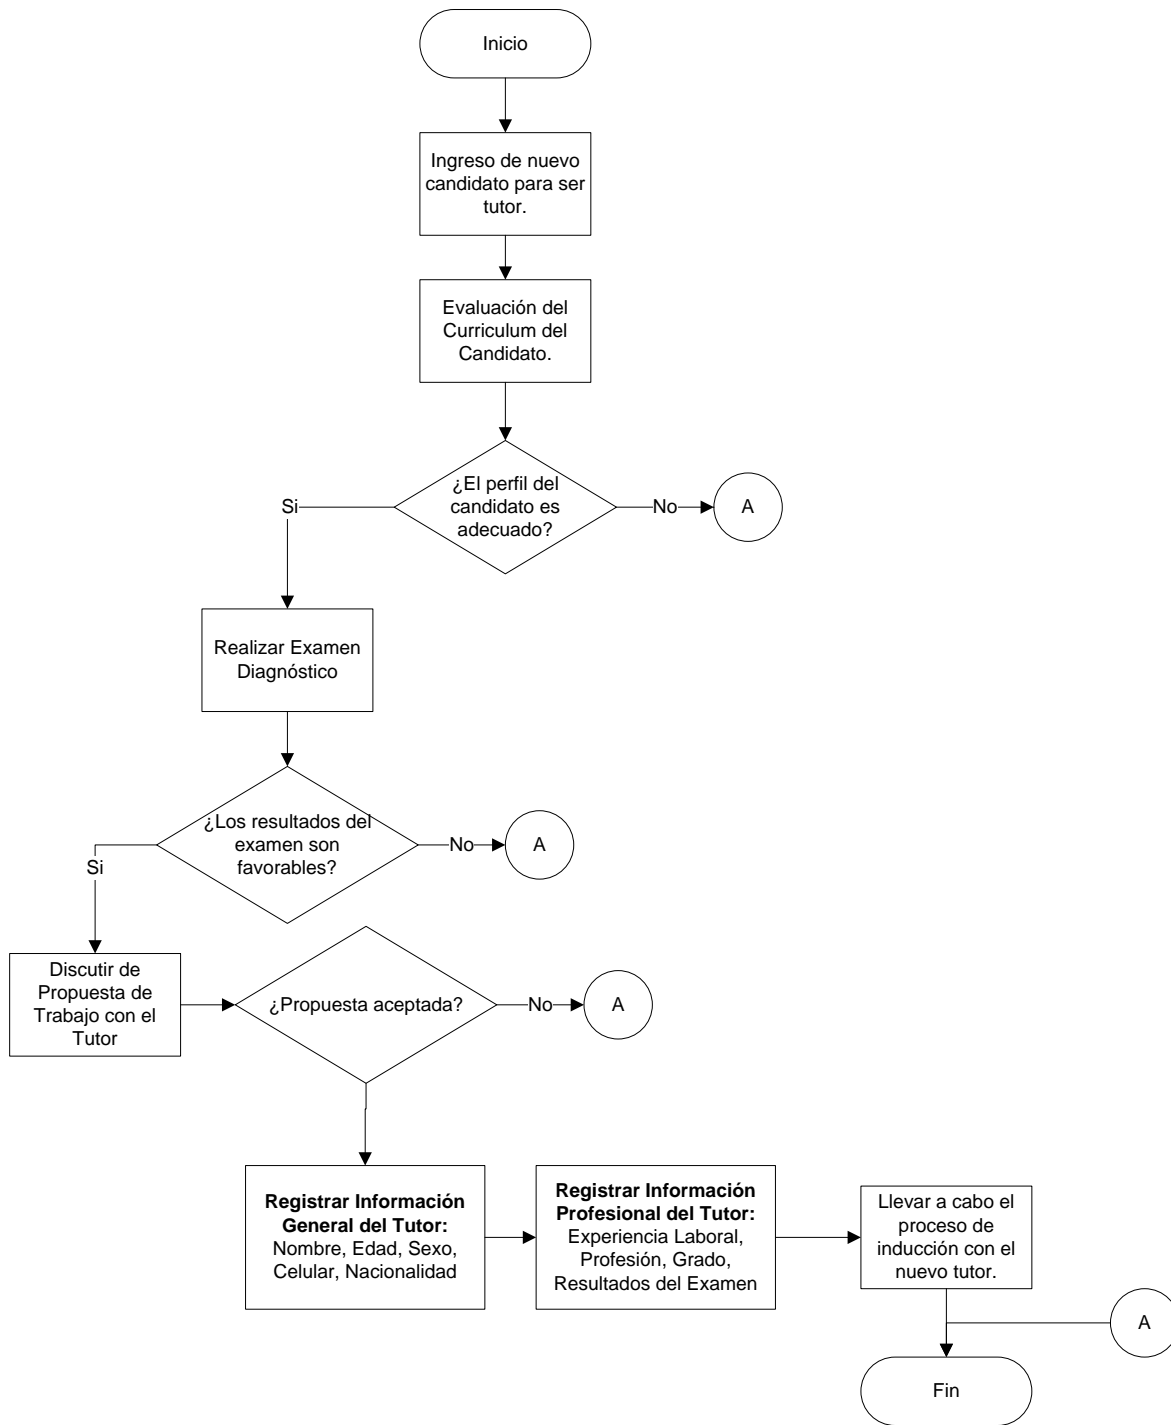 Inicio
Ingreso de nuevo
candidato para ser
tutor.
Evaluación del
Curriculum del
Candidato.
¿El perfil del
candidato es
adecuado?
Si
No
A
Realizar Examen
Diagnóstico
¿Los resultados del
examen son
favorables?
Si
No
A
Discutir de
Propuesta de
Trabajo con el
Tutor
¿Propuesta aceptada?
No
A
Registrar Información
General del Tutor:
Nombre, Edad, Sexo,
Celular, Nacionalidad
Registrar Información
Profesional del Tutor:
Experiencia Laboral,
Profesión, Grado,
Resultados del Examen
Llevar a cabo el
proceso de
inducción con el
nuevo tutor.
A
Fin